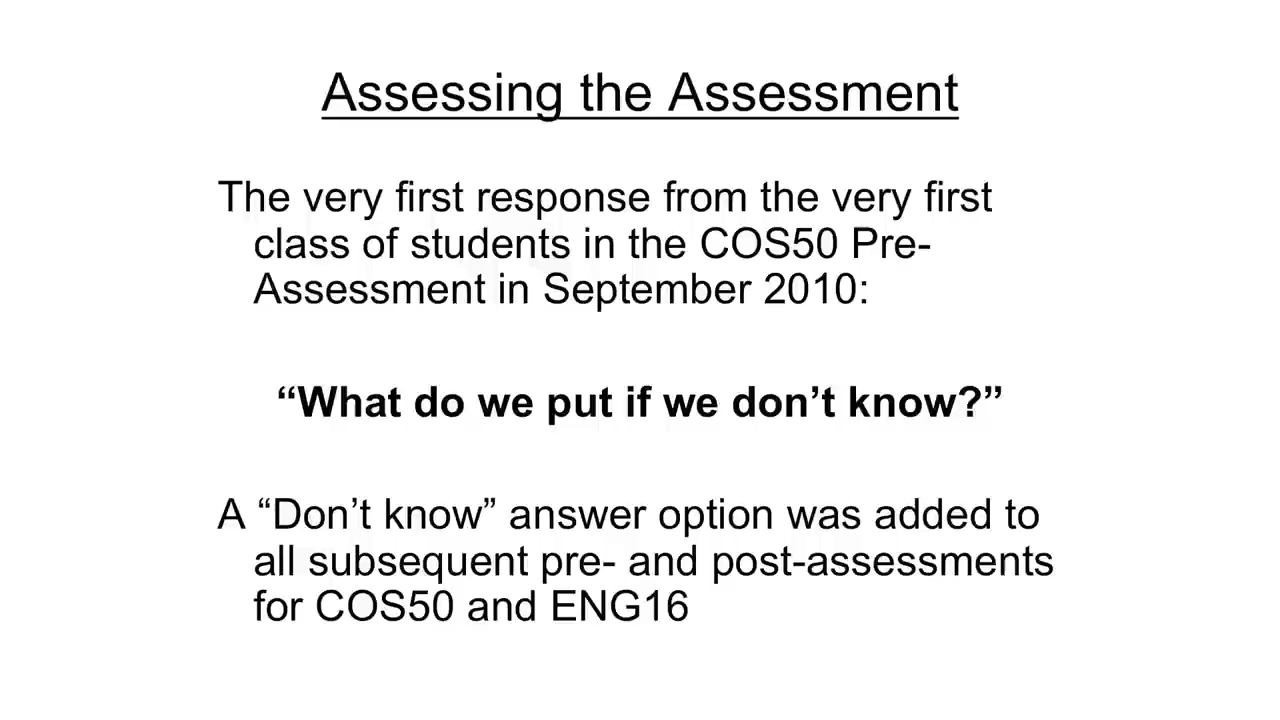 Assessing the Assessment
The very first response from the very first
class of students in the COS50 Pre-
Assessment in September 2010:
“What do we put if we don’t know?”
A “Don’t know” answer option was added to
all subsequent pre- and post-assessments
for COS50 and ENG16